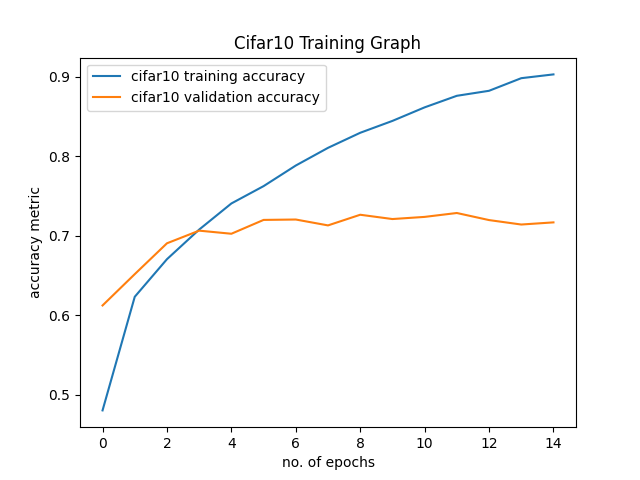 Cifar10 Training Graph
cifar10 training accuracy
cifar10 validation accuracy
accuracy metric
0.9
0.8
0.7
0.6
0.5
0 2 4 6 8 10 12 14
no. of epochs